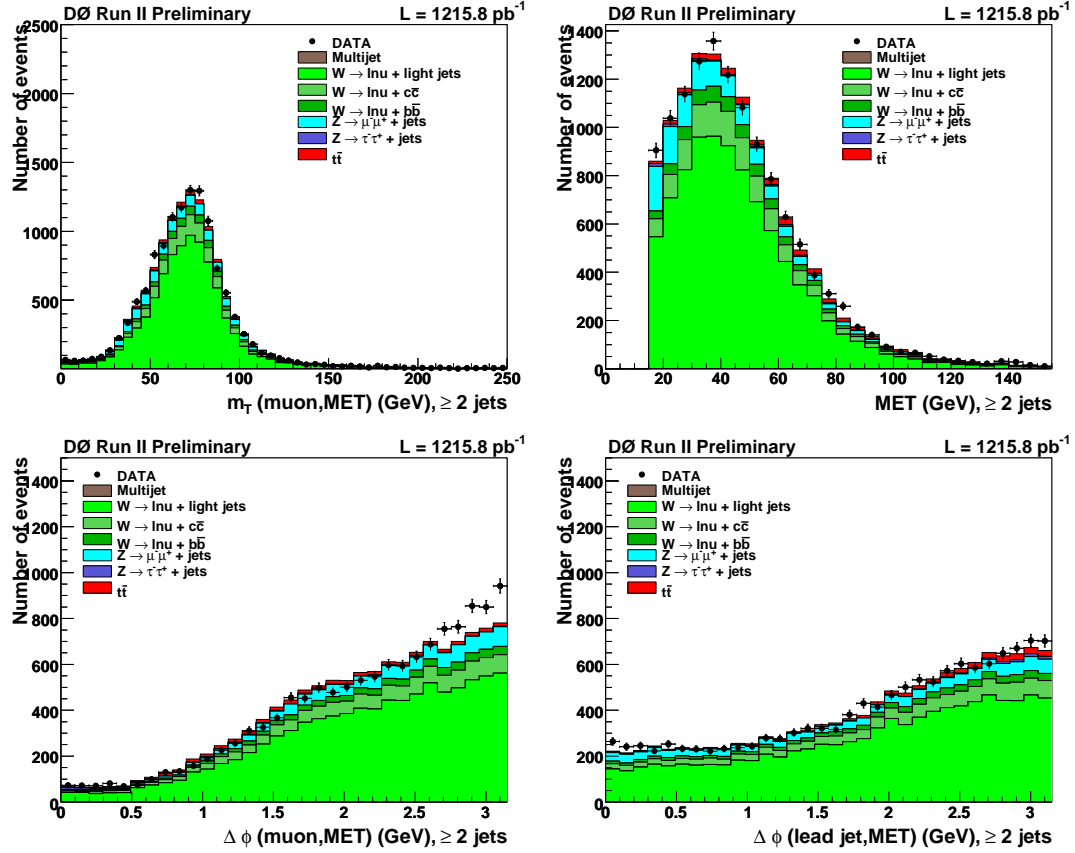 DØ Run II Preliminary L = 1215.8 pb-1
Number of events
2500
2000
1500
1000
500
0
DATA
Multijet
W → lnu + light jets
W → lnu + cc̄
W → lnu + bb̄
Z → μ-μ+ + jets
Z → τ-τ+ + jets
tt̄
0 50 100 150 200 250
mT (muon,MET) (GeV), ≥ 2 jets
DØ Run II Preliminary L = 1215.8 pb-1
Number of events
1400
1200
1000
800
600
400
200
0
DATA
Multijet
W → lnu + light jets
W → lnu + cc̄
W → lnu + bb̄
Z → μ-μ+ + jets
Z → τ-τ+ + jets
tt̄
0 20 40 60 80 100 120 140
MET (GeV), ≥ 2 jets
DØ Run II Preliminary L = 1215.8 pb-1
Number of events
1400
1200
1000
800
600
400
200
0
DATA
Multijet
W → lnu + light jets
W → lnu + cc̄
W → lnu + bb̄
Z → μ-μ+ + jets
Z → τ-τ+ + jets
tt̄
0 0.5 1 1.5 2 2.5 3
Δ ϕ (muon,MET) (GeV), ≥ 2 jets
DØ Run II Preliminary L = 1215.8 pb-1
Number of events
1400
1200
1000
800
600
400
200
0
DATA
Multijet
W → lnu + light jets
W → lnu + cc̄
W → lnu + bb̄
Z → μ-μ+ + jets
Z → τ-τ+ + jets
tt̄
0 0.5 1 1.5 2 2.5 3
Δ ϕ (lead jet,MET) (GeV), ≥ 2 jets